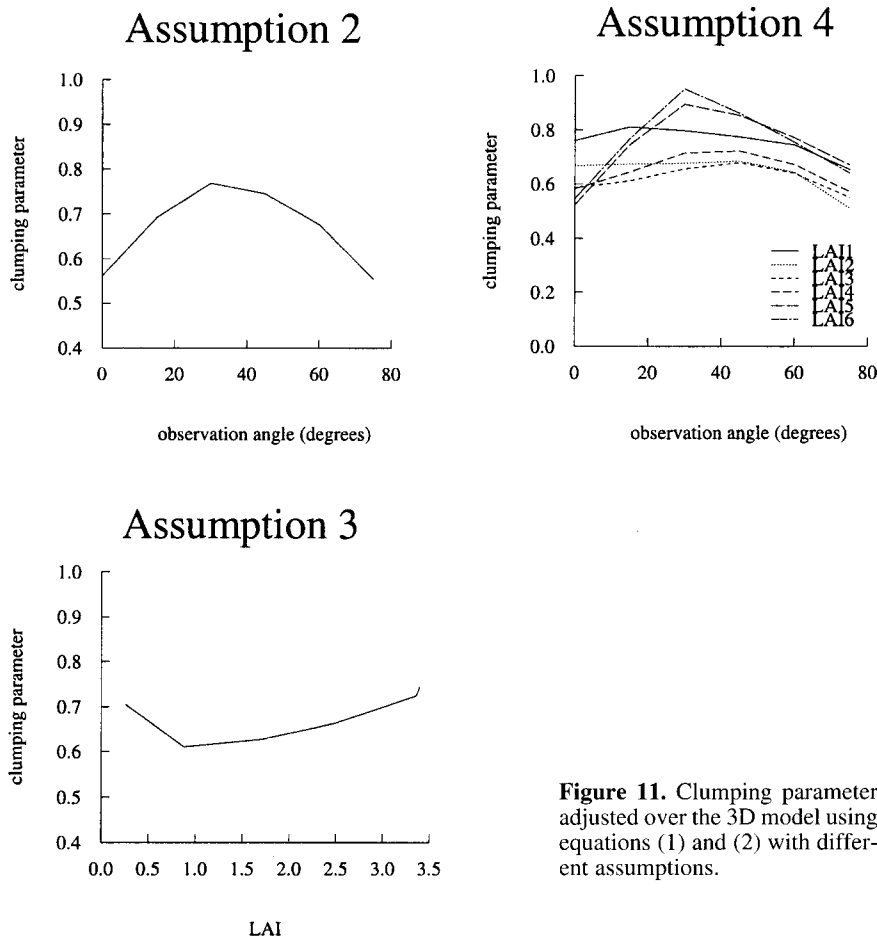 Assumption 2
1.0
0.9
0.8
0.7
0.6
0.5
0.4
0
20
40
60
80
clumping parameter
observation angle (degrees)
Assumption 4
1.0
0.8
0.6
0.4
0.2
0.0
0
20
40
60
80
clumping parameter
observation angle (degrees)
LAI1
LAI2
LAI3
LAI4
LAI5
LAI6
Assumption 3
1.0
0.9
0.8
0.7
0.6
0.5
0.4
0.0
0.5
1.0
1.5
2.0
2.5
3.0
3.5
clumping parameter
LAI
Figure 11. Clumping parameter
adjusted over the 3D model using
equations (1) and (2) with differ-
ent assumptions.